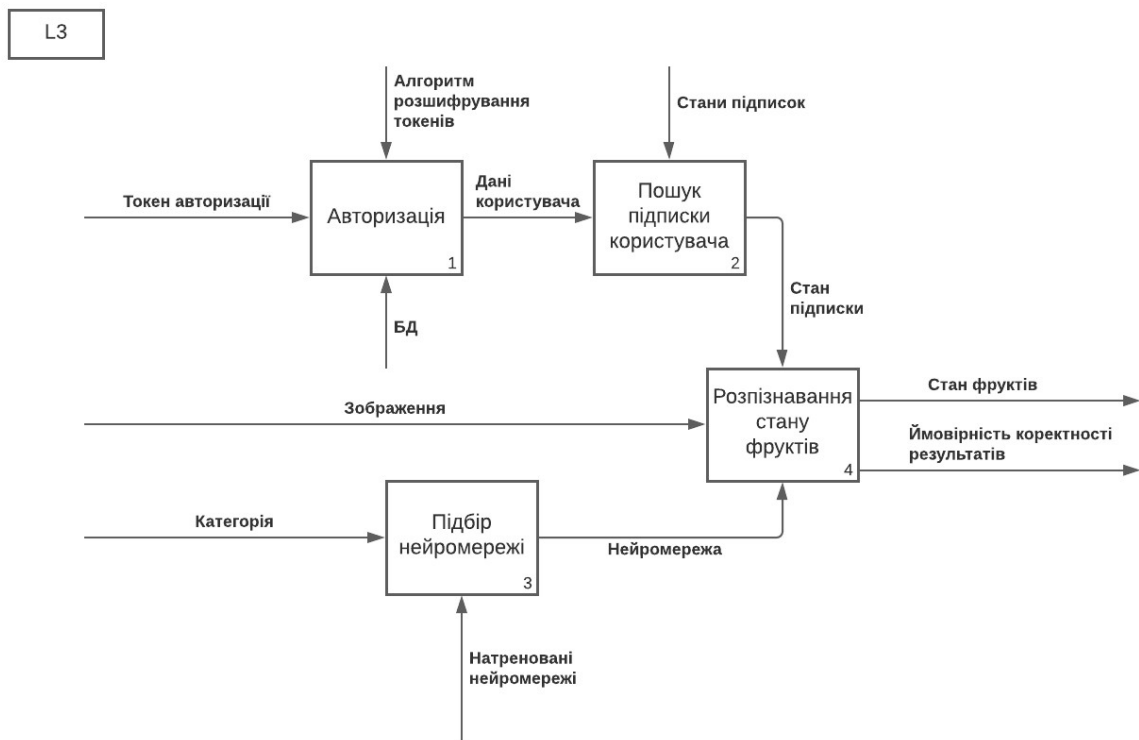 L3
Алгоритм
розшифрування
токенів
Стани підписок
Токен авторизації
Авторизація
1
Дані
користувача
Пошук
підписки
користувача
2
БД
Стан
підписки
Зображення
Розпізнавання
стану
фруктів
4
Стан фруктів
Ймовірність коректності
результатів
Категорія
Підбір
нейромережі
3
Нейромережа
Натреновані
нейромережі